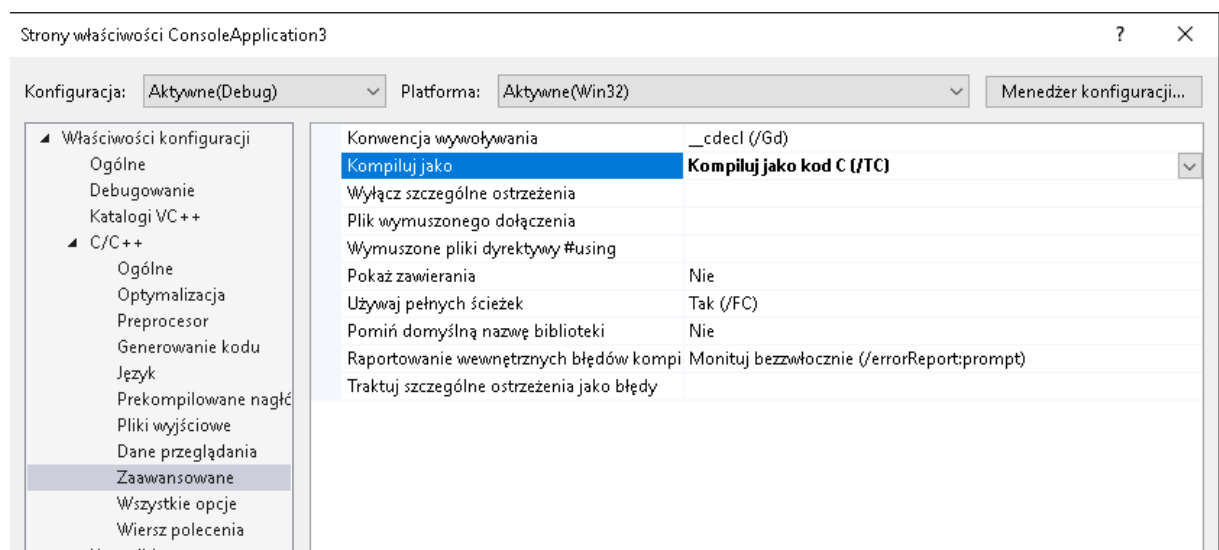 Strony właściwości ConsoleApplication3 ? ×
Konfiguracja: Aktywne(Debug) Platforma: Aktywne(Win32) Menedżer konfiguracji...
Właściwości konfiguracji
Ogólne
Debugowanie
Katalogi VC++
C/C++
Ogólne
Optymalizacja
Preprocesor
Generowanie kodu
Język
Prekompilowane nagłó
Pliki wyjściowe
Dane przeglądania
Zaawansowane
Wszystkie opcje
Wiersz polecenia
Konwencja wywoływania __cdecl (/Gd)
Kompiluj jako Kompiluj jako kod C (/TC)
Wyłącz szczególne ostrzeżenia
Plik wymuszonego dołączenia
Wymuszone pliki dyrektywy #using
Pokaż zawierania Nie
Używaj pełnych ścieżek Tak (/FC)
Pomiń domyślną nazwę biblioteki Nie
Raportowanie wewnętrznych błędów kompi Monituj bezzwłocznie (/errorReport:prompt)
Traktuj szczególne ostrzeżenia jako błędy